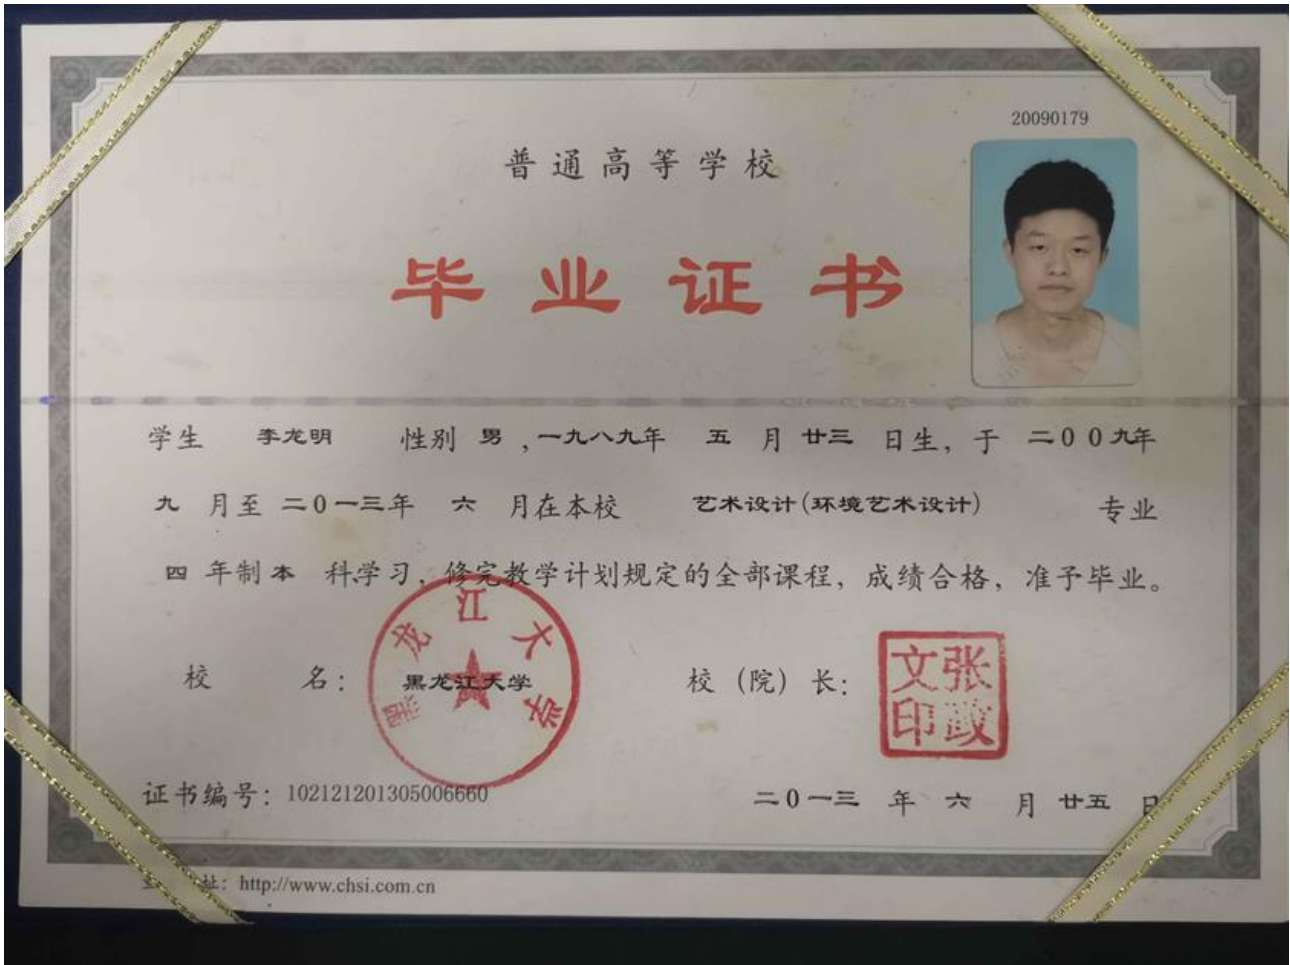 20090179
普通高等学校
毕业证书
学生 李龙明 性别 男 ,一九八九年 五 月 廿三 日生, 于 二00九年
九 月至 二0一三年 六 月在本校 艺术设计(环境艺术设计) 专业
四 年制 本 科学习, 修完教学计划规定的全部课程, 成绩合格, 准予毕业。
黑龙江大学
校 名: 黑龙江大学 校 (院) 长:
张政文印
证书编号: 102121201305006660 二0一三 年 六 月 廿五 日
址: http://www.chsi.com.cn